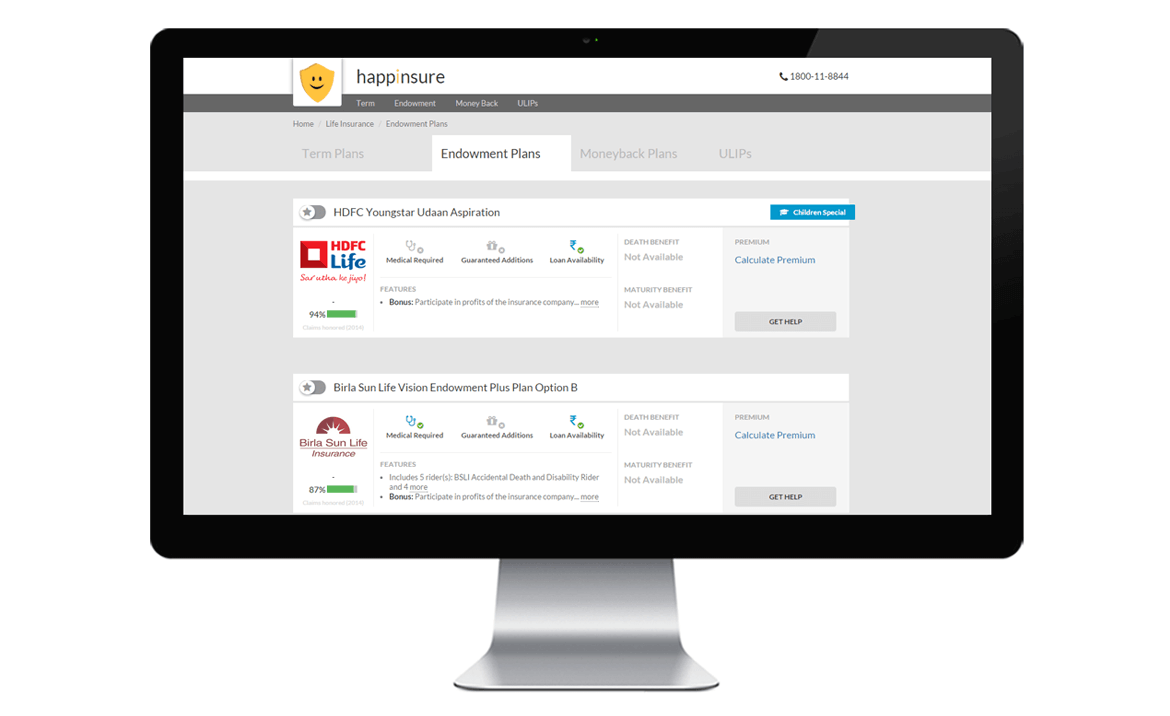 happinsure
1800-11-8844
Term Endowment Money Back ULIPs
Home / Life Insurance / Endowment Plans
Term Plans Endowment Plans Moneyback Plans ULIPs
HDFC Youngstar Udaan Aspiration
Children Special
HDFC
Life
Sar utha ke jiyo!
-
94%
Claims honored (2014)
Medical Required Guaranteed Additions Loan Availability
FEATURES
• Bonus: Participate in profits of the insurance company... more
DEATH BENEFIT
Not Available
MATURITY BENEFIT
Not Available
PREMIUM
Calculate Premium
GET HELP
Birla Sun Life Vision Endowment Plus Plan Option B
Birla Sun Life
Insurance
-
87%
Claims honored (2014)
Medical Required Guaranteed Additions Loan Availability
FEATURES
• Includes 5 rider(s): BSLI Accidental Death and Disability Rider
and 4 more
• Bonus: Participate in profits of the insurance company... more
DEATH BENEFIT
Not Available
MATURITY BENEFIT
Not Available
PREMIUM
Calculate Premium
GET HELP